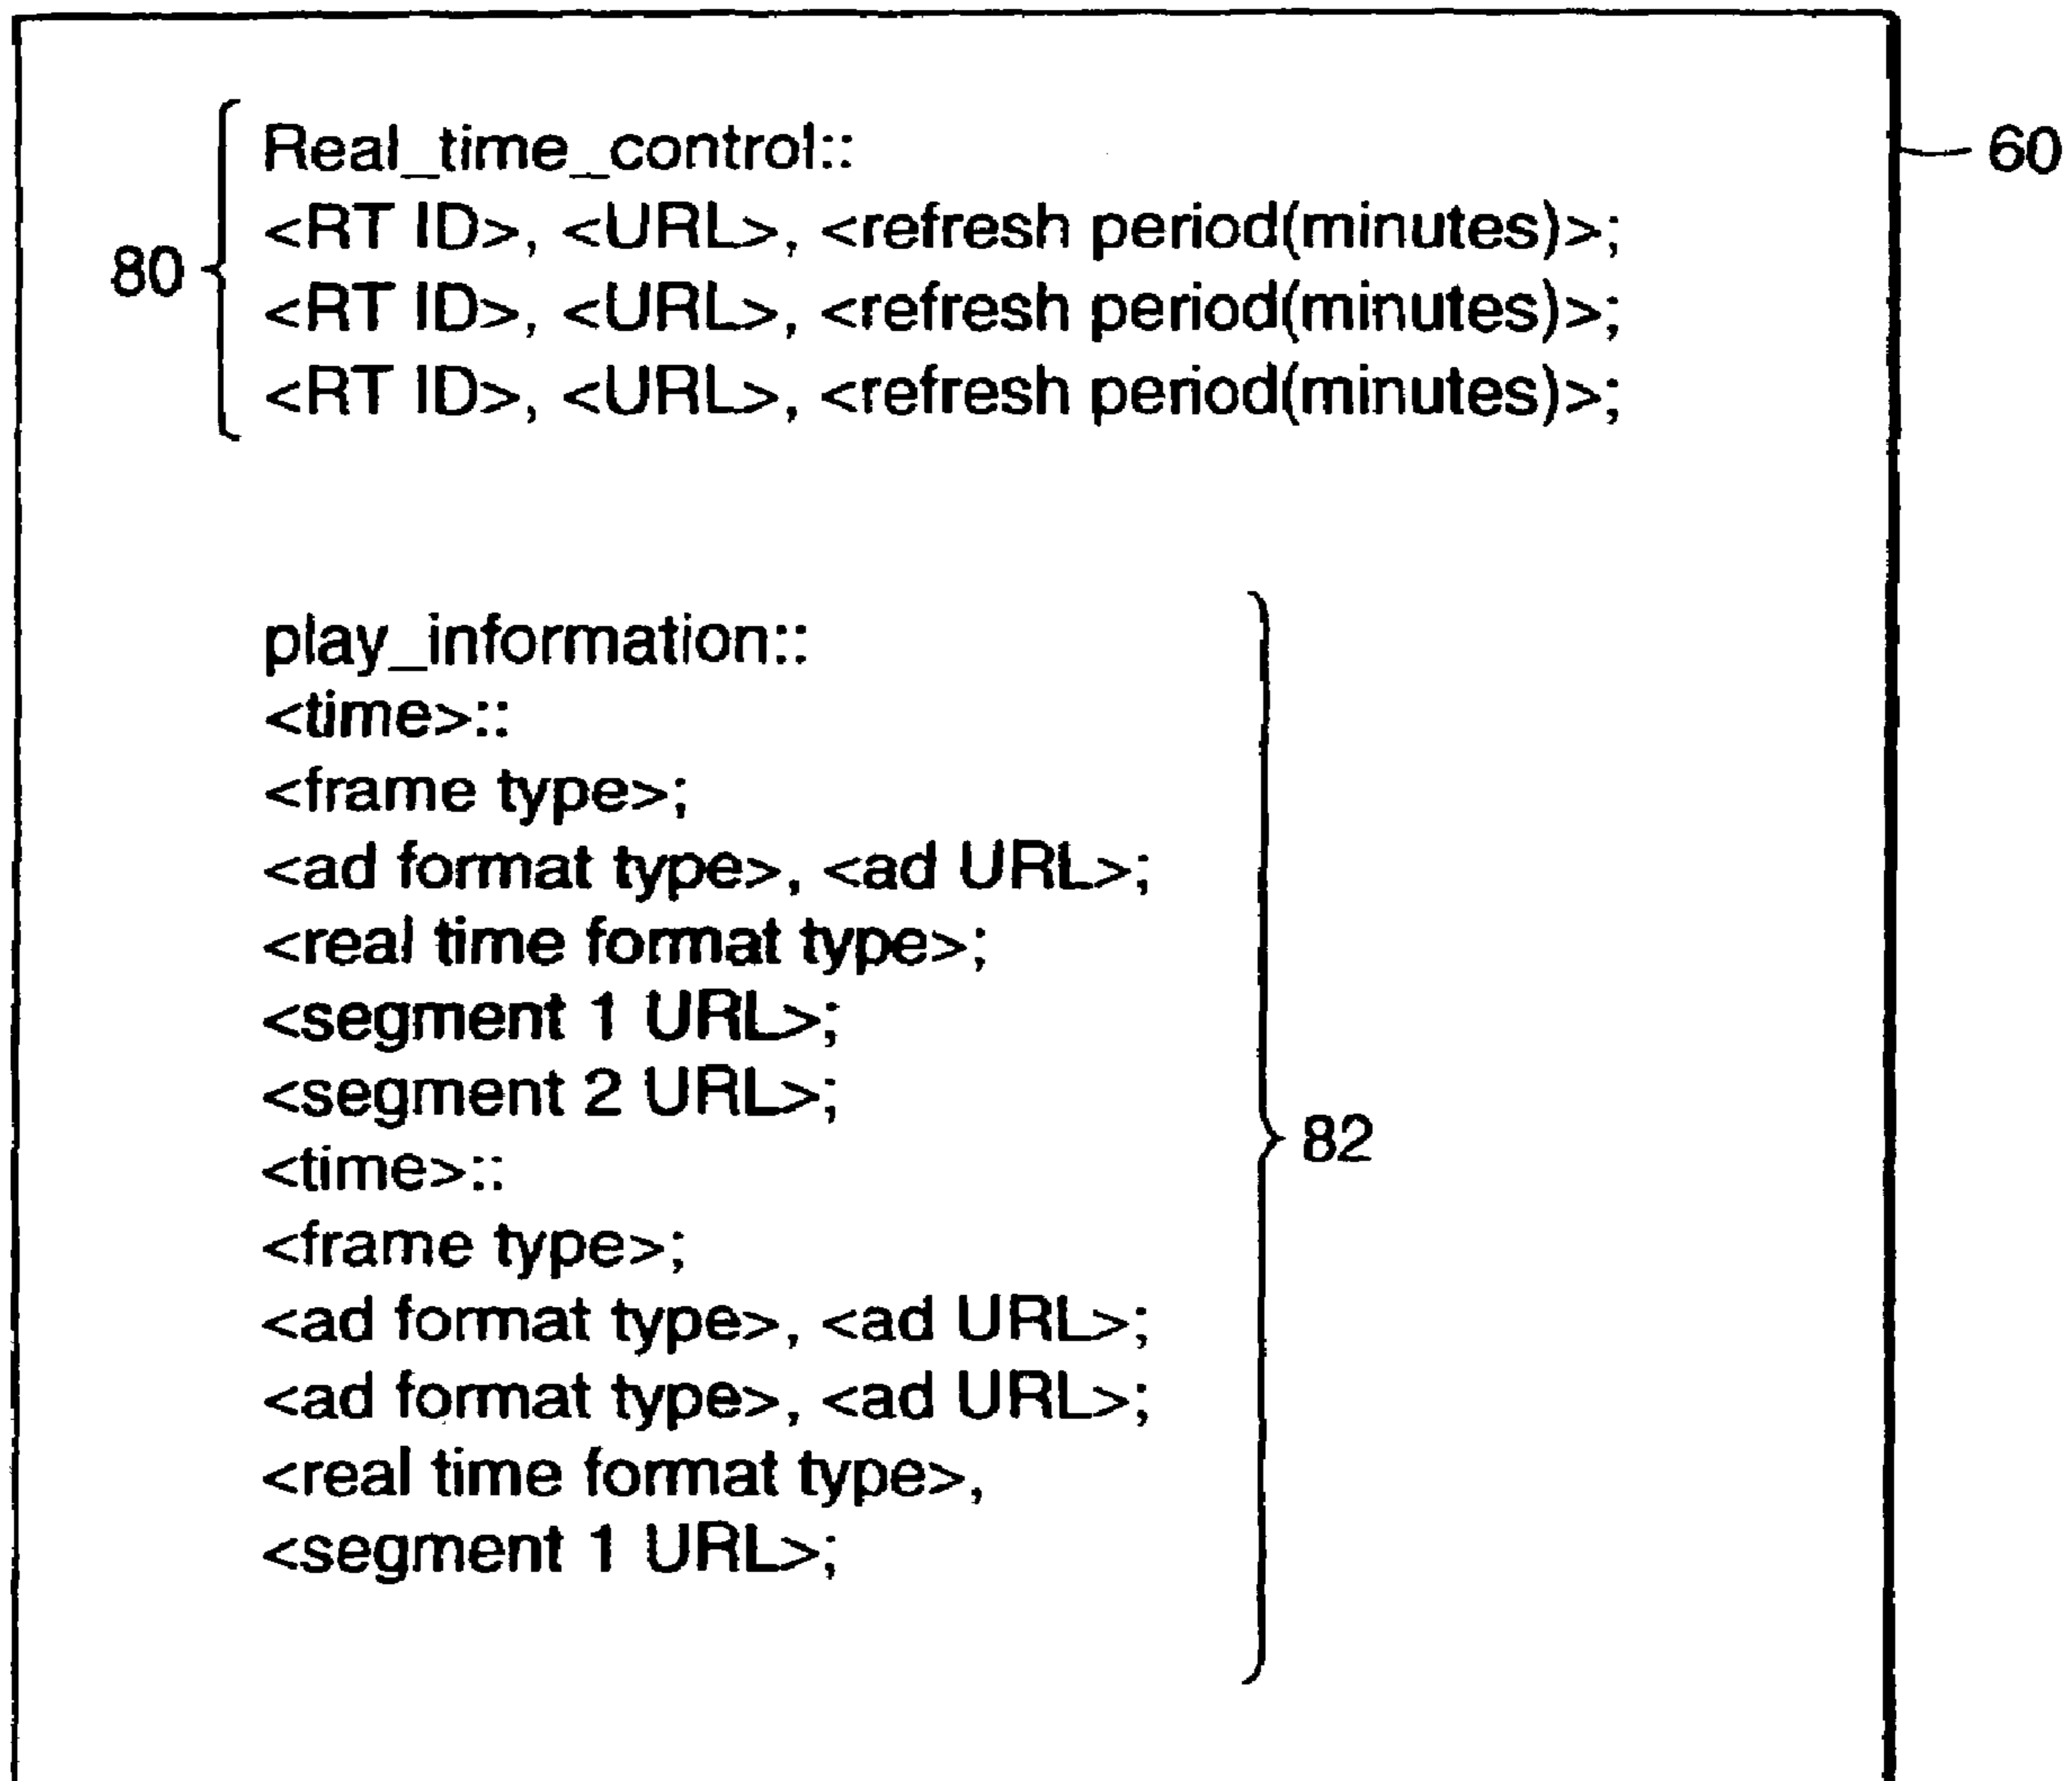 Real_time_control::
60
<RT ID>, <URL>, <refresh period(minutes)>;
80
<RT ID>, <URL>, <refresh period(minutes)>;
<RT ID>, <URL>, <refresh period(minutes)>;
play_information::
<time>::
<frame type>;
<ad format type>, <ad URL>;
<real time format type>;
<segment 1 URL>;
<segment 2 URL>;
82
<time>::
<frame type>;
<ad format type>, <ad URL>;
<ad format type>, <ad URL>;
<real time format type>,
<segment 1 URL>;